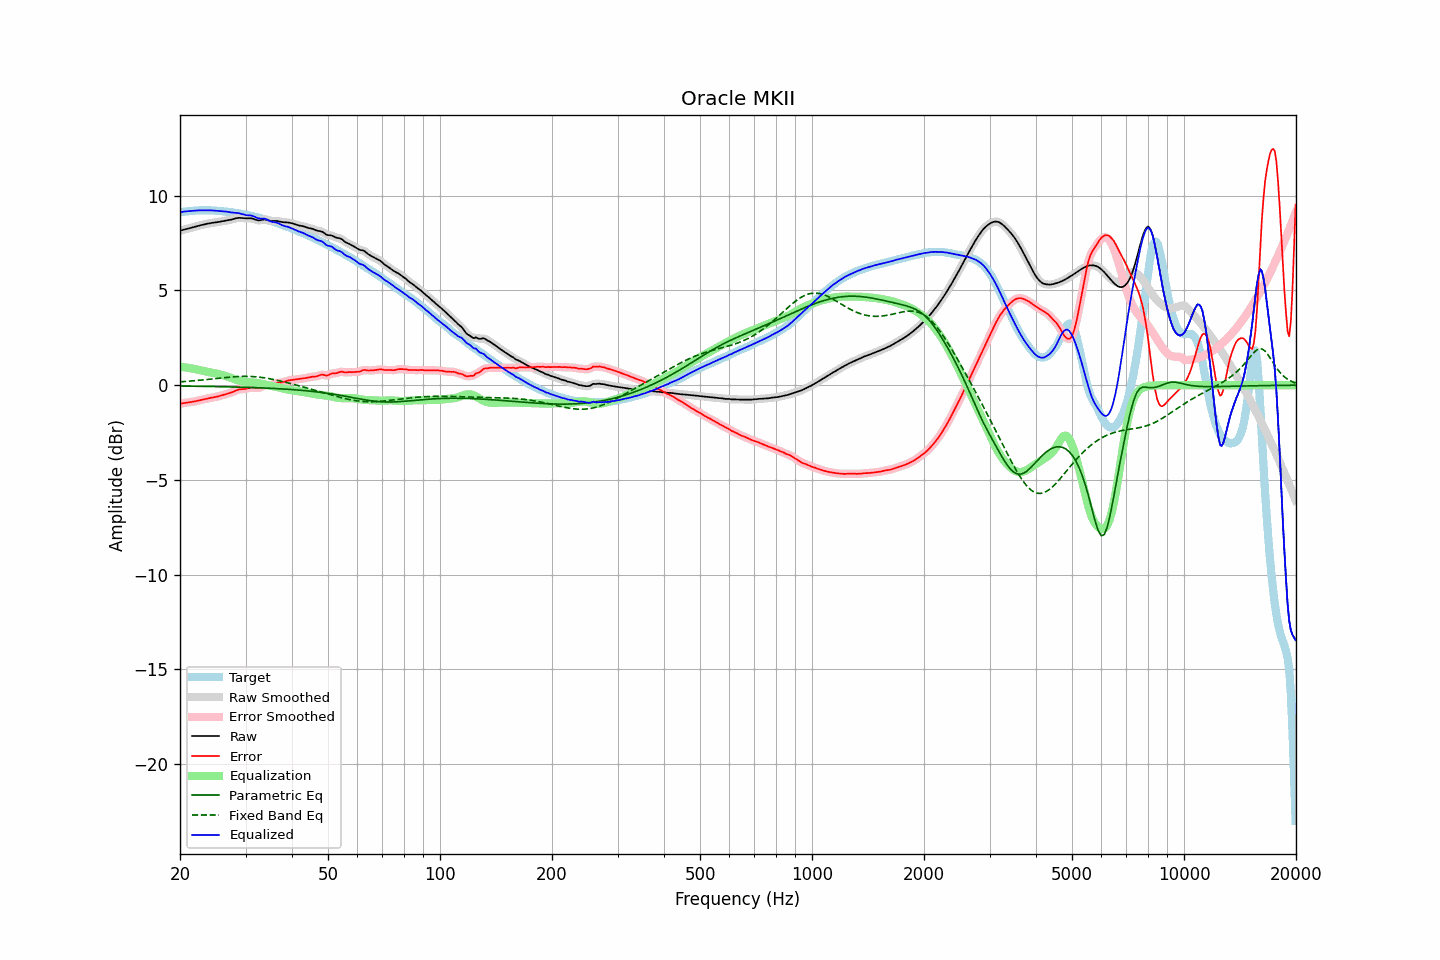 Oracle MKII
Amplitude (dBr)
10
5
0
−5
−10
−15
−20
Target
Raw Smoothed
Error Smoothed
Raw
Error
Equalization
Parametric Eq
Fixed Band Eq
Equalized
20 50 100 200 500 1000 2000 5000 10000 20000
Frequency (Hz)